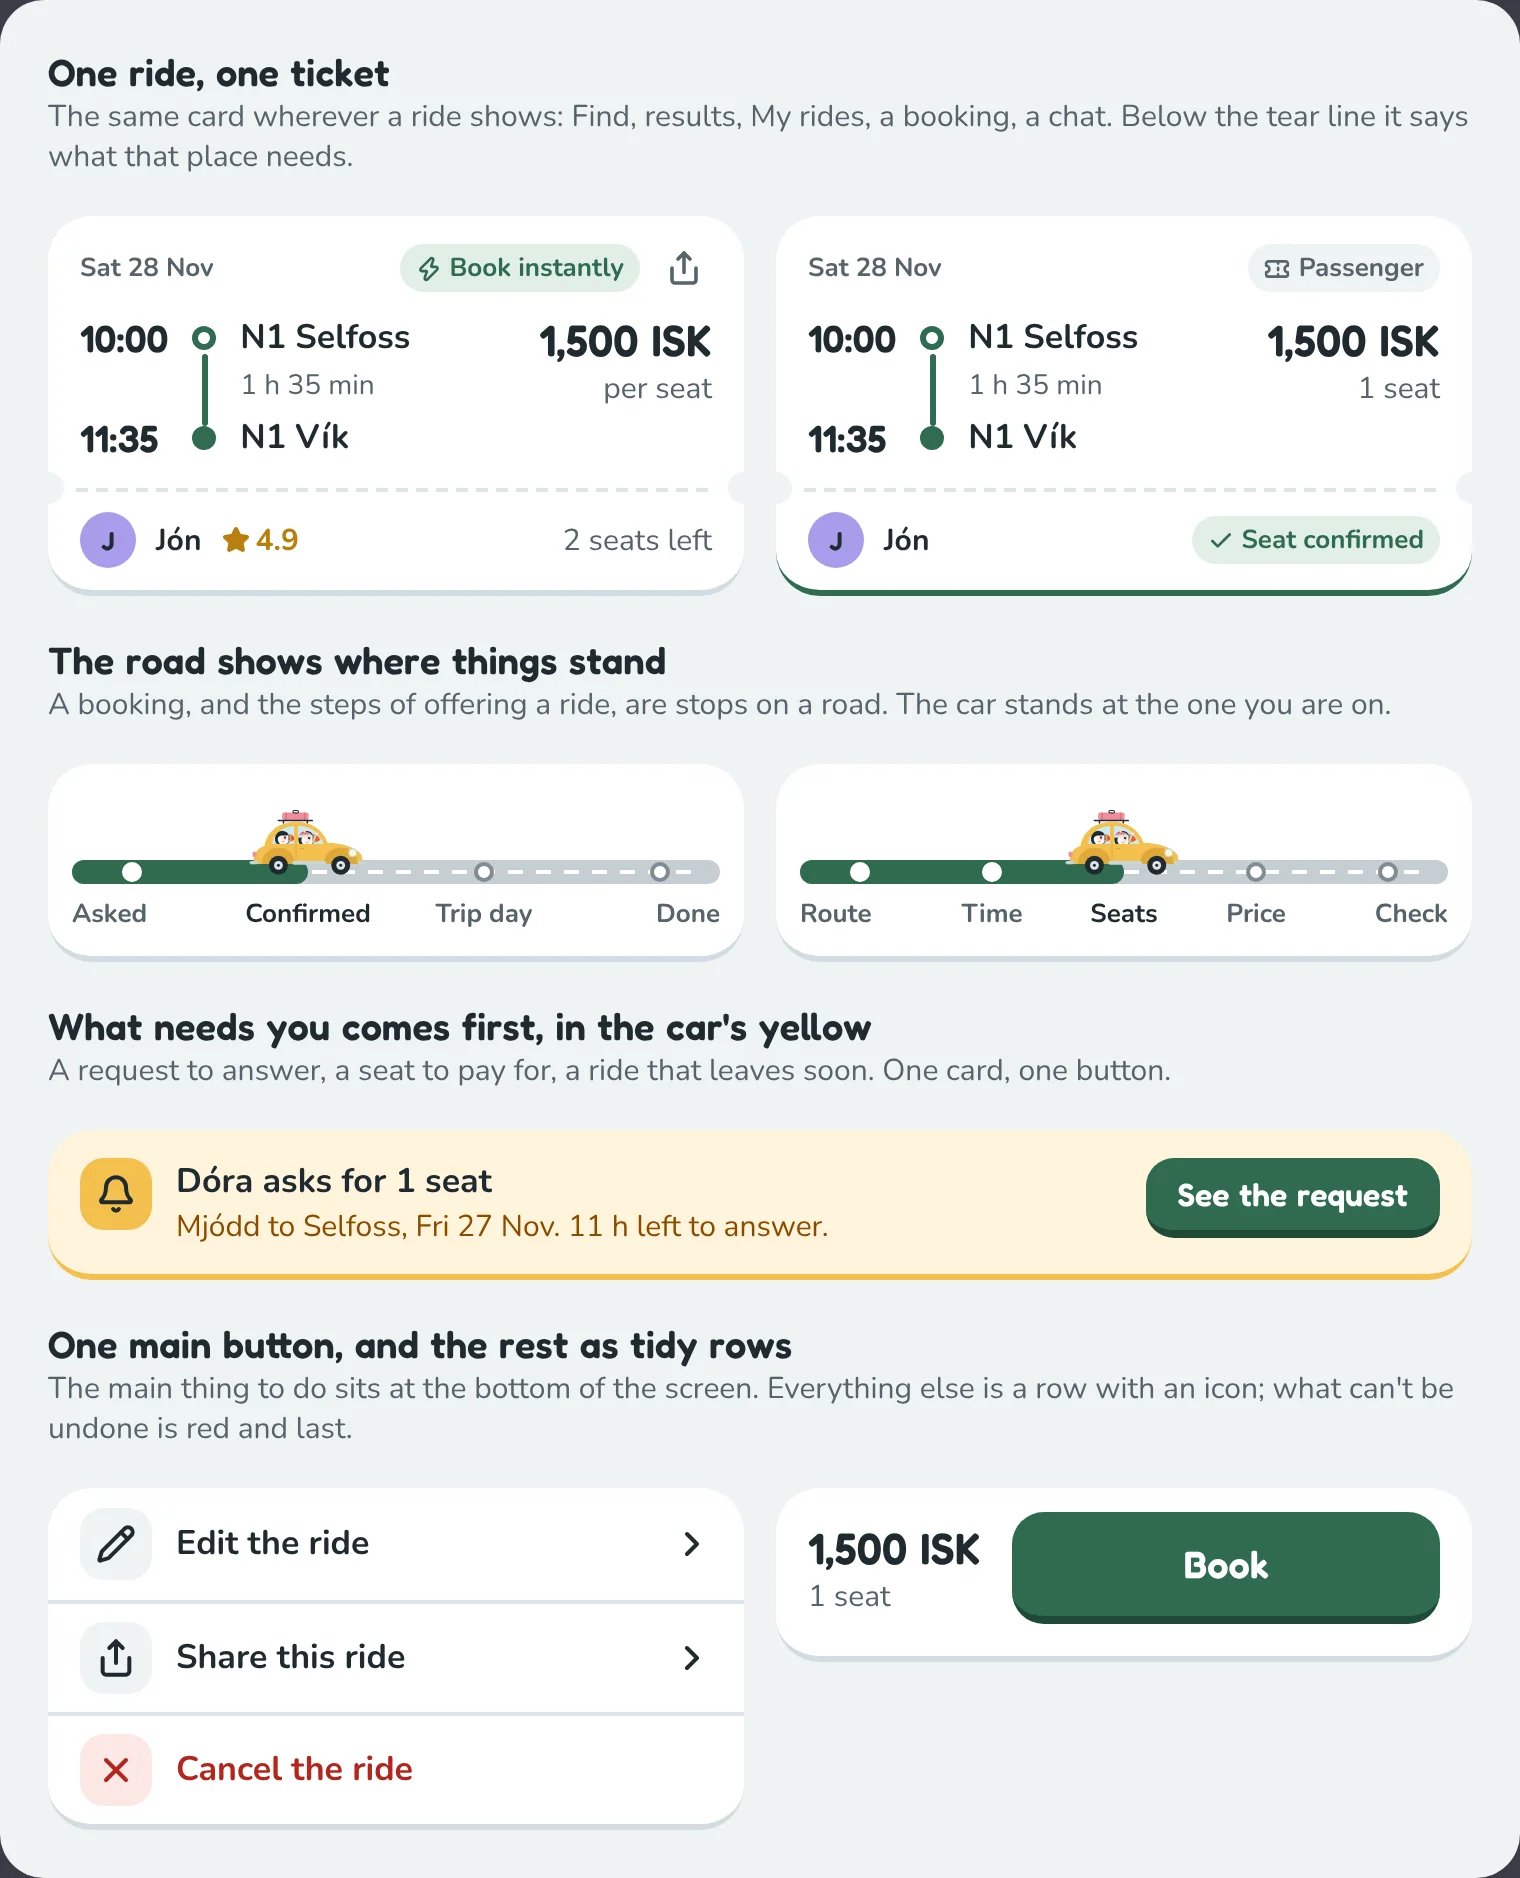 One ride, one ticket
The same card wherever a ride shows: Find, results, My rides, a booking, a chat. Below the tear line it says
what that place needs.
Sat 28 Nov
Book instantly
10:00
N1 Selfoss
1,500 ISK
1 h 35 min
per seat
11:35
N1 Vík
J
Jón
4.9
2 seats left
Sat 28 Nov
Passenger
10:00
N1 Selfoss
1,500 ISK
1 h 35 min
1 seat
11:35
N1 Vík
J
Jón
Seat confirmed
The road shows where things stand
A booking, and the steps of offering a ride, are stops on a road. The car stands at the one you are on.
Asked
Confirmed
Trip day
Done
Route
Time
Seats
Price
Check
What needs you comes first, in the car's yellow
A request to answer, a seat to pay for, a ride that leaves soon. One card, one button.
Dóra asks for 1 seat
Mjódd to Selfoss, Fri 27 Nov. 11 h left to answer.
See the request
One main button, and the rest as tidy rows
The main thing to do sits at the bottom of the screen. Everything else is a row with an icon; what can't be
undone is red and last.
Edit the ride
Share this ride
Cancel the ride
1,500 ISK
1 seat
Book